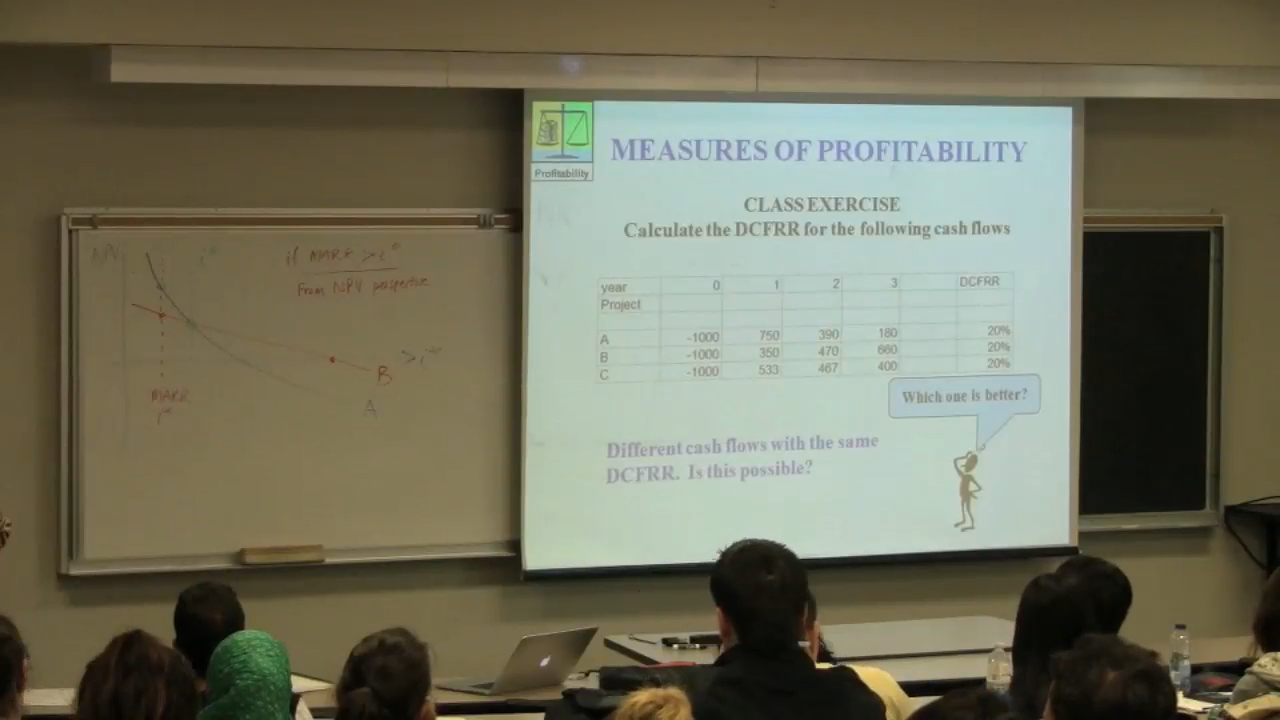 NPV
i*
if MARR > i*
From NPV perspective
> i*
B
A
MARR
i*
Profitability
MEASURES OF PROFITABILITY
CLASS EXERCISE
Calculate the DCFRR for the following cash flows
year 0 1 2 3 DCFRR
Project
A -1000 750 390 180 20%
B -1000 350 470 660 20%
C -1000 533 467 400 20%
Which one is better?
Different cash flows with the same
DCFRR. Is this possible?